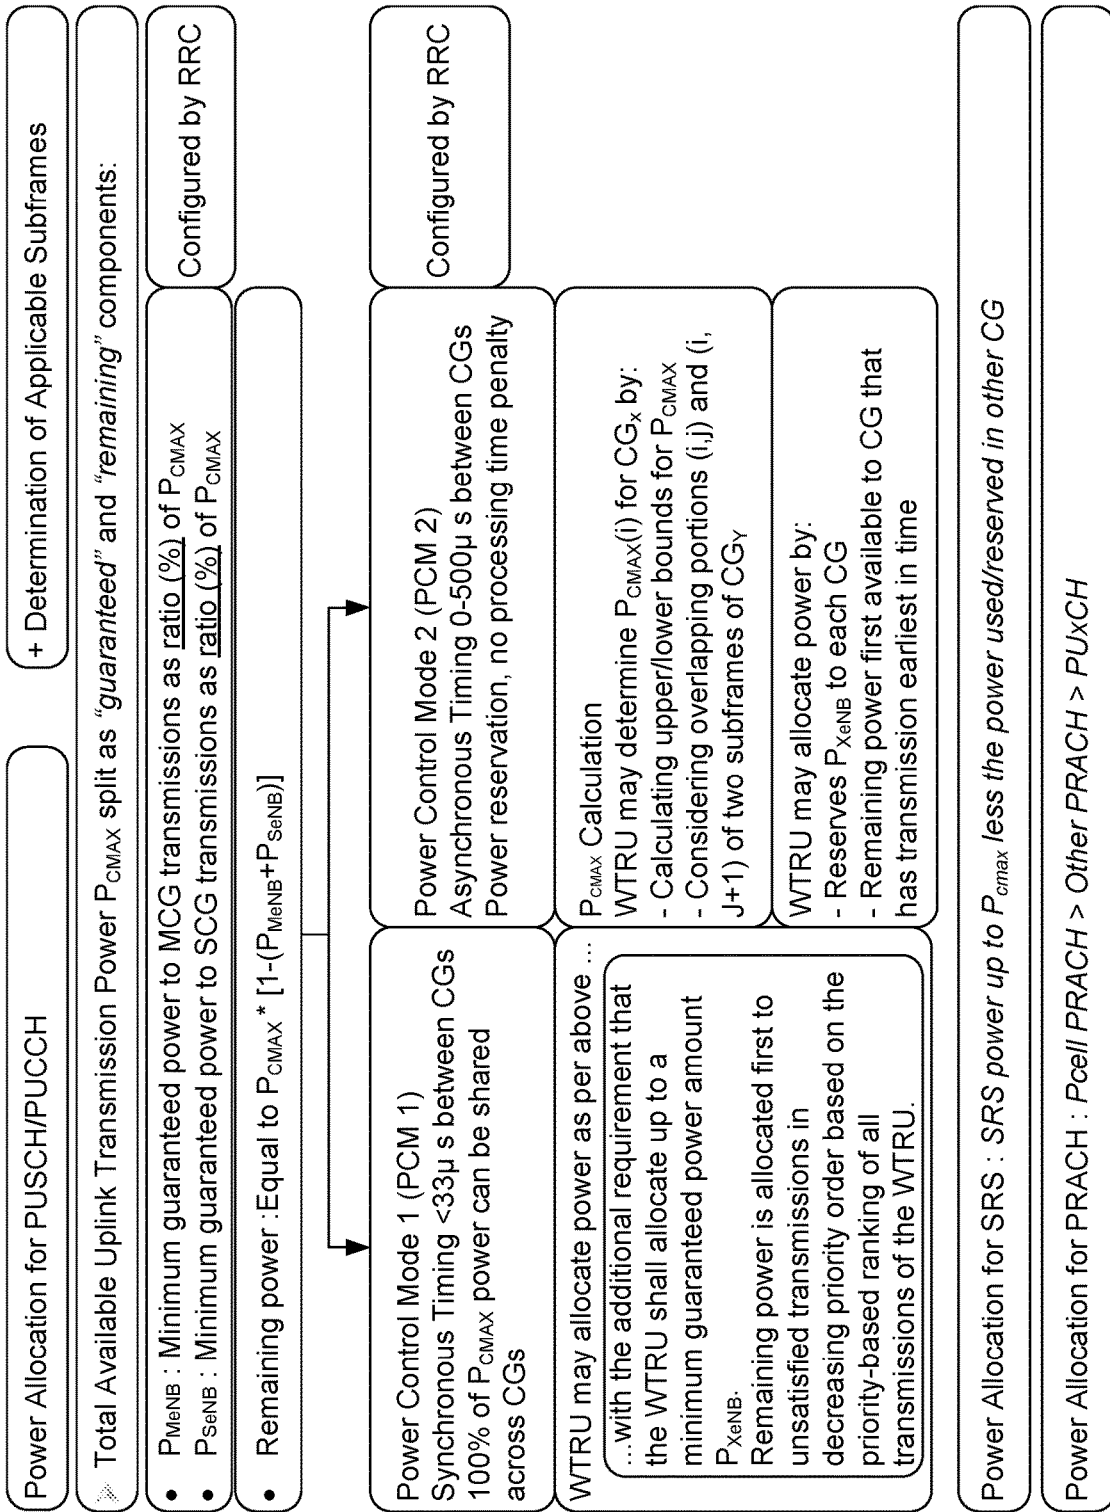 Power Allocation for PUSCH/PUCCH
+ Determination of Applicable Subframes
➢ Total Available Uplink Transmission Power PCMAX split as "guaranteed" and "remaining" components:
• PMeNB : Minimum guaranteed power to MCG transmissions as ratio (%) of PCMAX
• PSeNB : Minimum guaranteed power to SCG transmissions as ratio (%) of PCMAX
Configured by RRC
• Remaining power :Equal to PCMAX* [1-(PMeNB+PSeNB)]
Power Control Mode 1 (PCM 1)
Synchronous Timing <33µ s between CGs
100% of PCMAX power can be shared
across CGs
WTRU may allocate power as per above ...
...with the additional requirement that
the WTRU shall allocate up to a
minimum guaranteed power amount
PXeNB.
Remaining power is allocated first to
unsatisfied transmissions in
decreasing priority order based on the
priority-based ranking of all
transmissions of the WTRU.
Power Control Mode 2 (PCM 2)
Asynchronous Timing 0-500µ s between CGs
Power reservation, no processing time penalty
Configured by RRC
PCMAX Calculation
WTRU may determine PCMAX(i) for CGx by:
- Calculating upper/lower bounds for PCMAX
- Considering overlapping portions (i,j) and (i,
J+1) of two subframes of CGY
WTRU may allocate power by:
- Reserves PXeNB to each CG
- Remaining power first available to CG that
has transmission earliest in time
Power Allocation for SRS : SRS power up to Pcmax less the power used/reserved in other CG
Power Allocation for PRACH : Pcell PRACH > Other PRACH > PUxCH